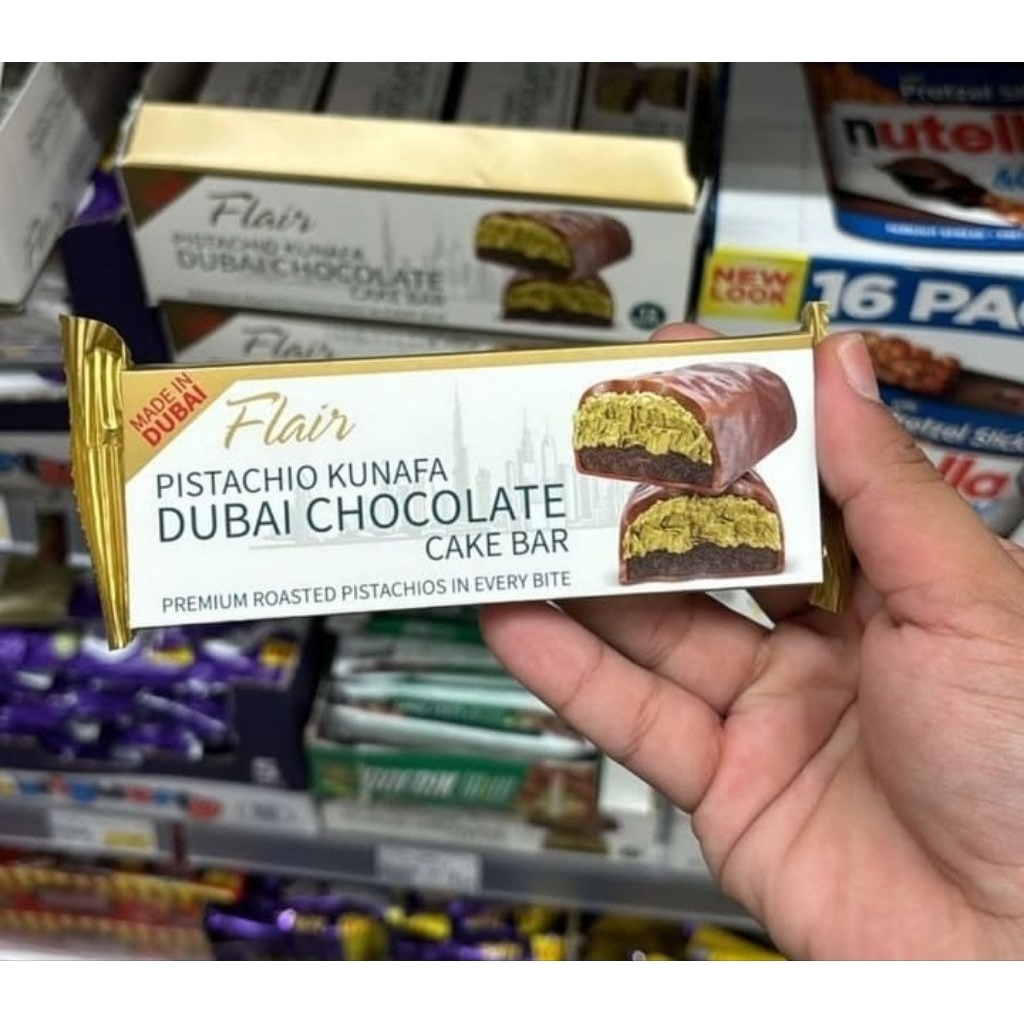 Flair
PISTACHIO KUNAFA
DUBAI CHOCOLATE
CAKE BAR
Flair
nutella
NEW
LOOK
16 PA
MADE IN
DUBAI
Flair
PISTACHIO KUNAFA
DUBAI CHOCOLATE
CAKE BAR
PREMIUM ROASTED PISTACHIOS IN EVERY BITE